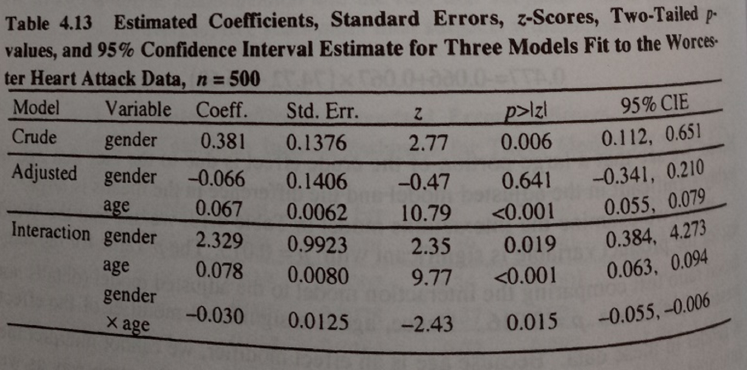 Table 4.13 Estimated Coefficients, Standard Errors, z-Scores, Two-Tailed p-
values, and 95% Confidence Interval Estimate for Three Models Fit to the Worces-
ter Heart Attack Data, n = 500
Model Variable Coeff. Std. Err. z p>|z| 95% CIE
Crude gender 0.381 0.1376 2.77 0.006 0.112, 0.651
Adjusted gender −0.066 0.1406 −0.47 0.641 −0.341, 0.210
age 0.067 0.0062 10.79 <0.001 0.055, 0.079
Interaction gender 2.329 0.9923 2.35 0.019 0.384, 4.273
age 0.078 0.0080 9.77 <0.001 0.063, 0.094
gender
× age −0.030 0.0125 −2.43 0.015 −0.055, −0.006